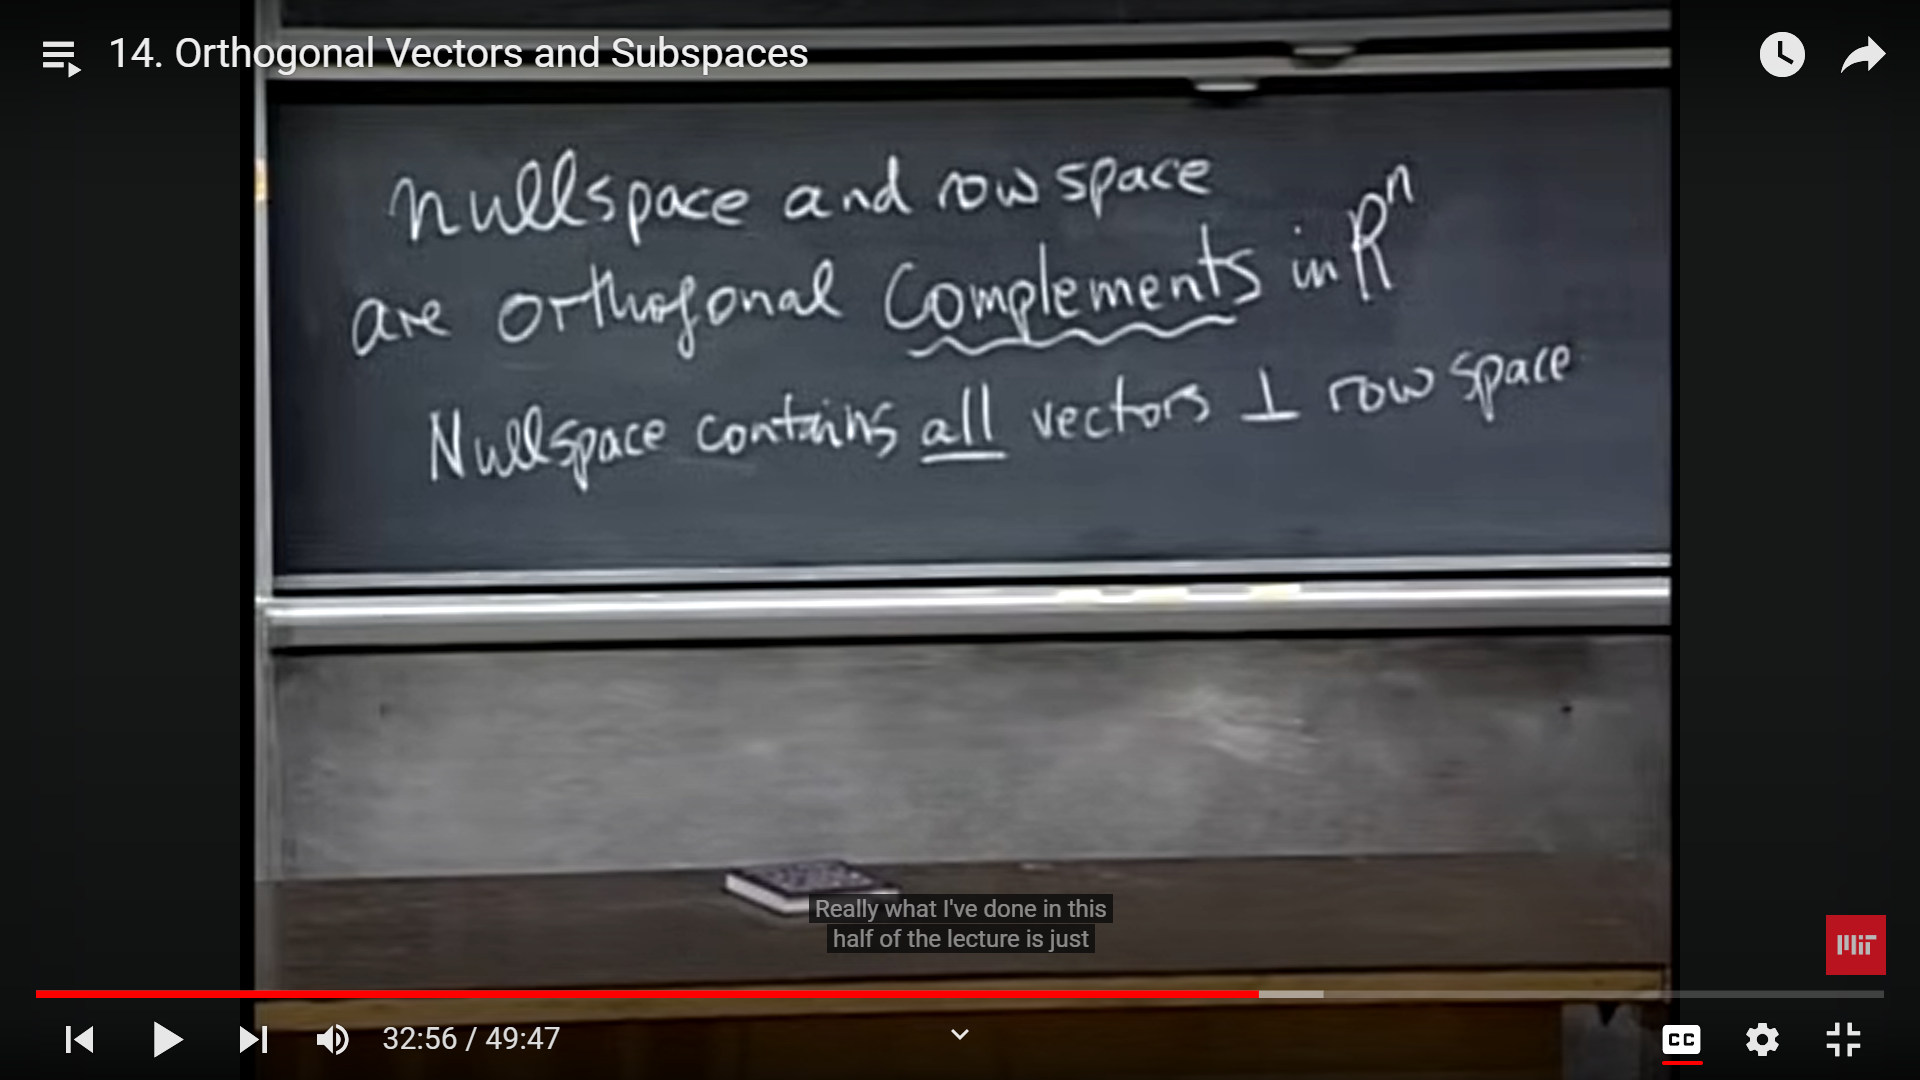 14. Orthogonal Vectors and Subspaces
nullspace and row space
are orthogonal complements in Rⁿ
Nullspace contains all vectors ⊥ row space
Really what I've done in this
half of the lecture is just
MIT
32:56 / 49:47
CC